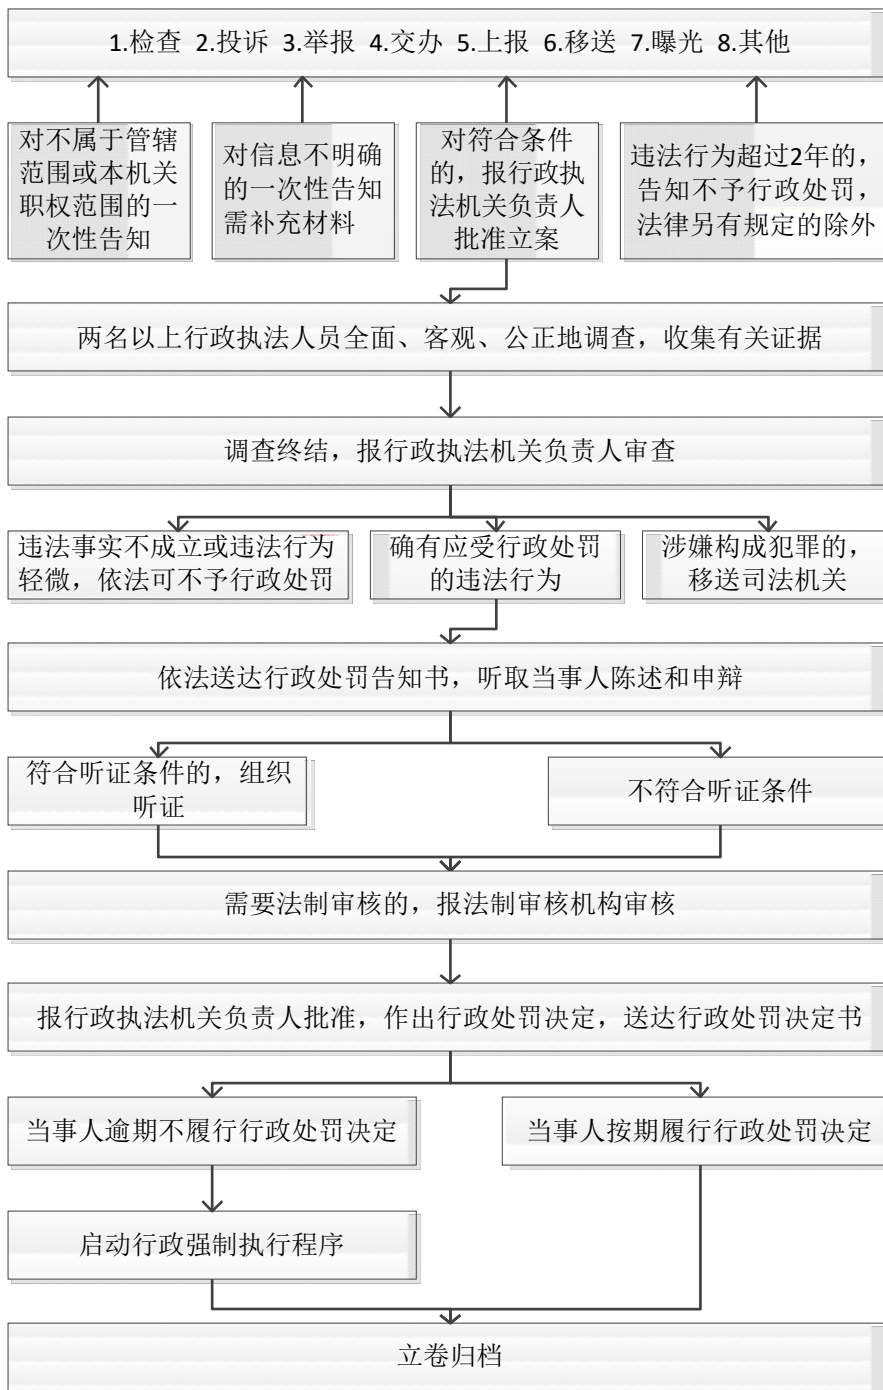 1.检查 2.投诉 3.举报 4.交办 5.上报 6.移送 7.曝光 8.其他
对不属于管辖
范围或本机关
职权范围的一
次性告知
对信息不明确
的一次性告知
需补充材料
对符合条件
的，报行政执
法机关负责人
批准立案
违法行为超过2年的，
告知不予行政处罚，
法律另有规定的除外
两名以上行政执法人员全面、客观、公正地调查，收集有关证据
调查终结，报行政执法机关负责人审查
违法事实不成立或违法行为
轻微，依法可不予行政处罚
确有应受行政处罚
的违法行为
涉嫌构成犯罪的，
移送司法机关
依法送达行政处罚告知书，听取当事人陈述和申辩
符合听证条件的，组织
听证
不符合听证条件
需要法制审核的，报法制审核机构审核
报行政执法机关负责人批准，作出行政处罚决定，送达行政处罚决定书
当事人逾期不履行行政处罚决定
当事人按期履行行政处罚决定
启动行政强制执行程序
立卷归档